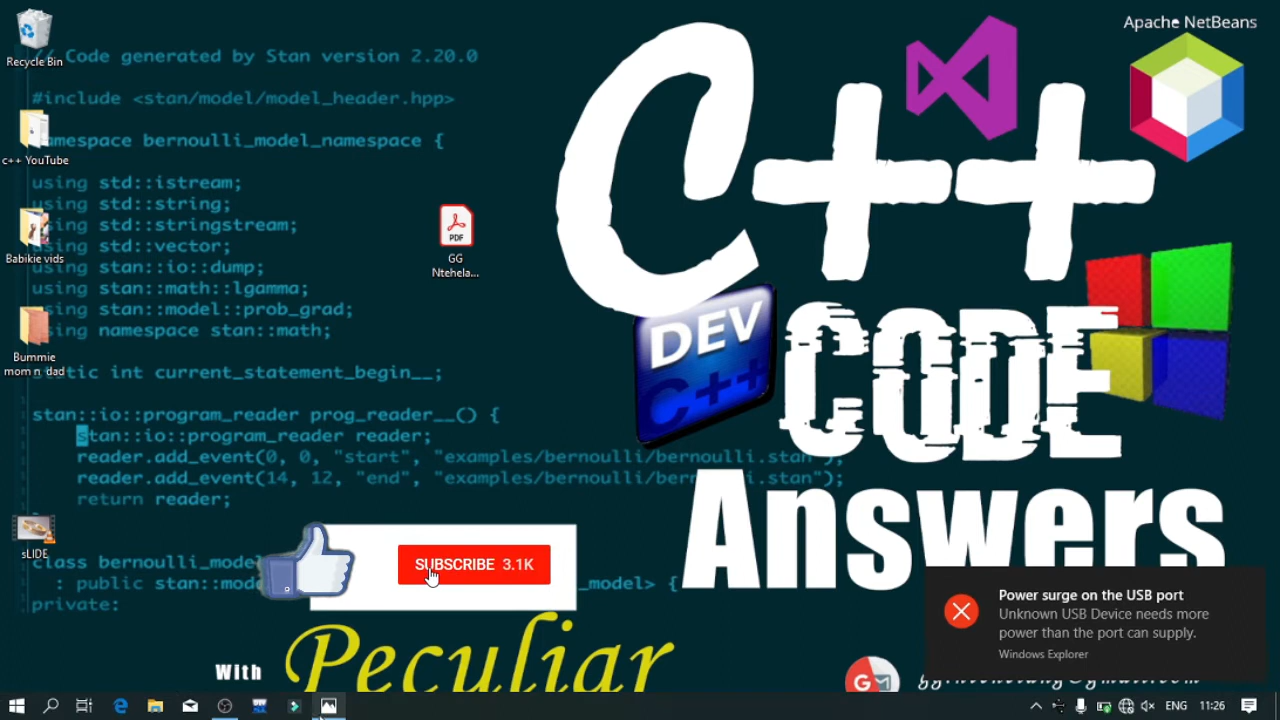 Recycle Bin
c++ YouTube
Babikie vids
Bummie
mom n dad
sLIDE
GG
Ntehela...
PDF
// Code generated by Stan version 2.20.0
#include <stan/model/model_header.hpp>
namespace bernoulli_model_namespace {
using std::istream;
using std::string;
using std::stringstream;
using std::vector;
using stan::io::dump;
using stan::math::lgamma;
using stan::model::prob_grad;
using namespace stan::math;
static int current_statement_begin__;
stan::io::program_reader prog_reader__() {
stan::io::program_reader reader;
reader.add_event(0, 0, "start", "examples/bernoulli/bernoulli.stan");
reader.add_event(14, 12, "end", "examples/bernoulli/bernoulli.stan");
return reader;
class bernoulli_model
: public stan::mod _model> {
private:
Apache NetBeans
C++
DEV
C++
CODE
Answers
SUBSCRIBE 3.1K
With
Peculiar
Power surge on the USB port
Unknown USB Device needs more
power than the port can supply.
Windows Explorer
ENG
11:26